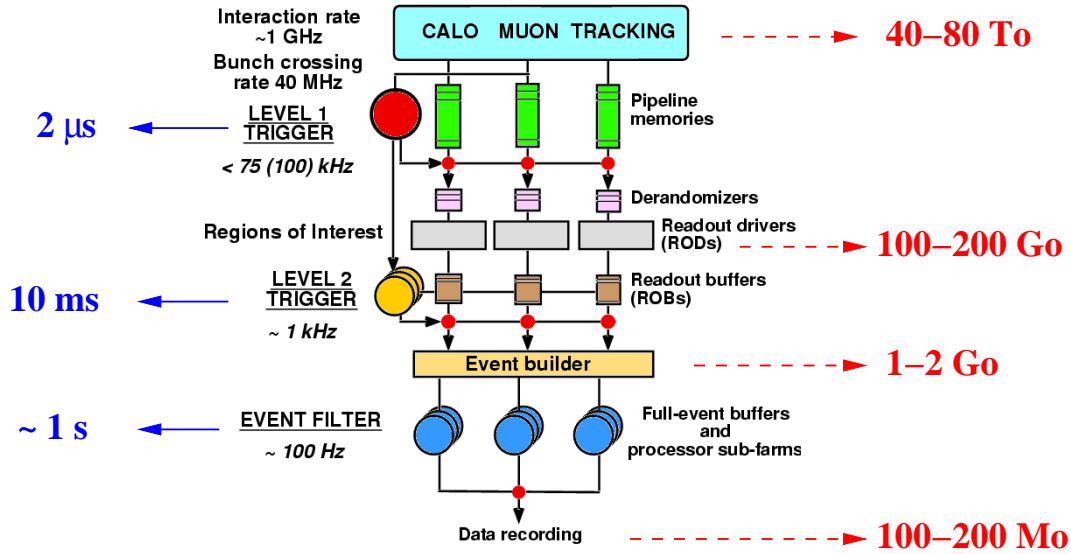 Interaction rate
~1 GHz
CALO MUON TRACKING
40–80 To
Bunch crossing
rate 40 MHz
Pipeline
memories
2 µs
LEVEL 1
TRIGGER
< 75 (100) kHz
Derandomizers
Regions of Interest
Readout drivers
(RODs)
100–200 Go
10 ms
LEVEL 2
TRIGGER
~ 1 kHz
Readout buffers
(ROBs)
Event builder
1–2 Go
~ 1 s
EVENT FILTER
~ 100 Hz
Full-event buffers
and
processor sub-farms
Data recording
100–200 Mo